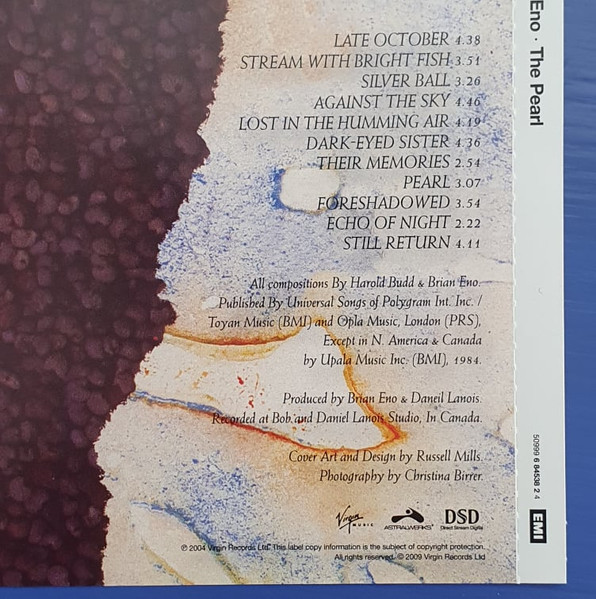 LATE OCTOBER 4.38
STREAM WITH BRIGHT FISH 3.51
SILVER BALL 3.26
AGAINST THE SKY 4.46
LOST IN THE HUMMING AIR 4.19
DARK-EYED SISTER 4.36
THEIR MEMORIES 2.54
PEARL 3.07
FORESHADOWED 3.54
ECHO OF NIGHT 2.22
STILL RETURN 4.11
All compositions By Harold Budd & Brian Eno.
Published By Universal Songs of Polygram Int. Inc. /
Toyan Music (BMI) and Opla Music, London (PRS),
Except in N. America & Canada
by Upala Music Inc. (BMI), 1984.
Produced by Brian Eno & Daneil Lanois.
Recorded at Bob and Daniel Lanois Studio, In Canada.
Cover Art and Design by Russell Mills.
Photography by Christina Birrer.
Virgin MUSIC
ASTRALWERKS
DSD
Direct Stream Digital
℗ 2004 Virgin Records Ltd. This label copy information is the subject of copyright protection.
All rights reserved. © 2009 Virgin Records Ltd
Eno · The Pearl
50999 6 84538 2 4
EMI